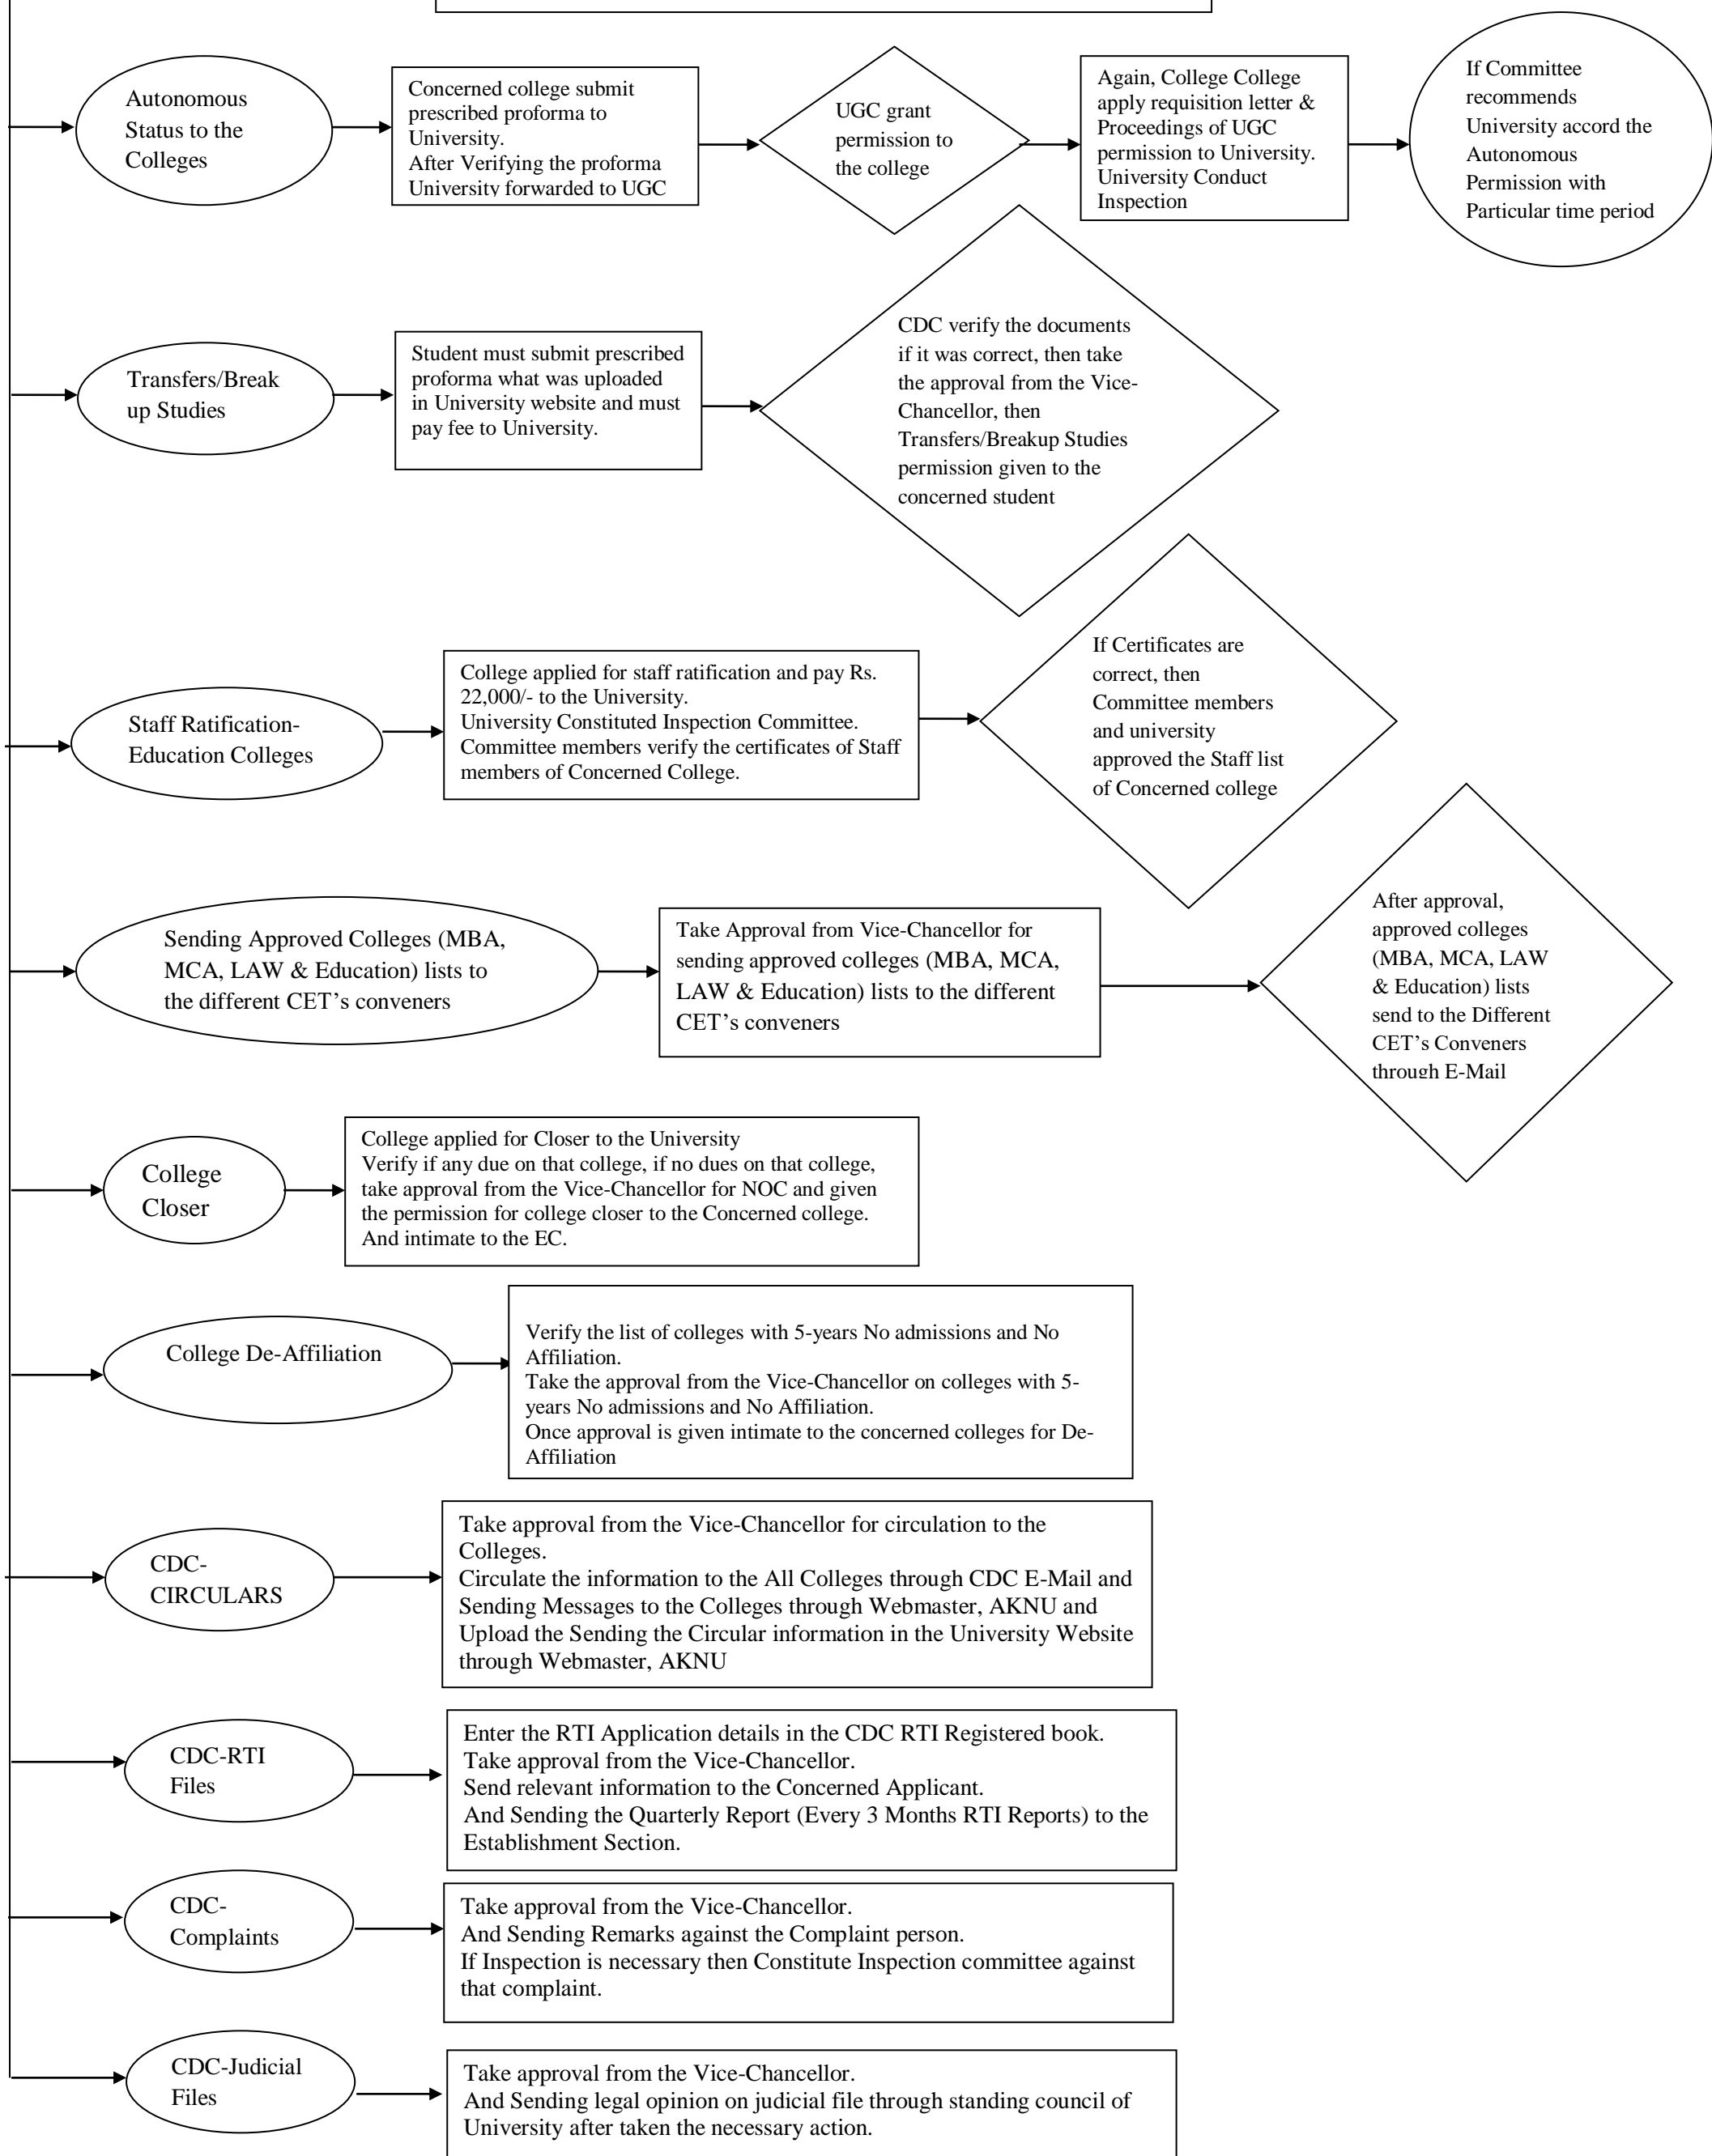 Autonomous
Status to the
Colleges
Concerned college submit
prescribed proforma to
University.
After Verifying the proforma
University forwarded to UGC
UGC grant
permission to
the college
Again, College College
apply requisition letter &
Proceedings of UGC
permission to University.
University Conduct
Inspection
If Committee
recommends
University accord the
Autonomous
Permission with
Particular time period
Transfers/Break
up Studies
Student must submit prescribed
proforma what was uploaded
in University website and must
pay fee to University.
CDC verify the documents
if it was correct, then take
the approval from the Vice-
Chancellor, then
Transfers/Breakup Studies
permission given to the
concerned student
Staff Ratification-
Education Colleges
College applied for staff ratification and pay Rs.
22,000/- to the University.
University Constituted Inspection Committee.
Committee members verify the certificates of Staff
members of Concerned College.
If Certificates are
correct, then
Committee members
and university
approved the Staff list
of Concerned college
Sending Approved Colleges (MBA,
MCA, LAW & Education) lists to
the different CET’s conveners
Take Approval from Vice-Chancellor for
sending approved colleges (MBA, MCA,
LAW & Education) lists to the different
CET’s conveners
After approval,
approved colleges
(MBA, MCA, LAW
& Education) lists
send to the Different
CET’s Conveners
through E-Mail
College
Closer
College applied for Closer to the University
Verify if any due on that college, if no dues on that college,
take approval from the Vice-Chancellor for NOC and given
the permission for college closer to the Concerned college.
And intimate to the EC.
College De-Affiliation
Verify the list of colleges with 5-years No admissions and No
Affiliation.
Take the approval from the Vice-Chancellor on colleges with 5-
years No admissions and No Affiliation.
Once approval is given intimate to the concerned colleges for De-
Affiliation
CDC-
CIRCULARS
Take approval from the Vice-Chancellor for circulation to the
Colleges.
Circulate the information to the All Colleges through CDC E-Mail and
Sending Messages to the Colleges through Webmaster, AKNU and
Upload the Sending the Circular information in the University Website
through Webmaster, AKNU
CDC-RTI
Files
Enter the RTI Application details in the CDC RTI Registered book.
Take approval from the Vice-Chancellor.
Send relevant information to the Concerned Applicant.
And Sending the Quarterly Report (Every 3 Months RTI Reports) to the
Establishment Section.
CDC-
Complaints
Take approval from the Vice-Chancellor.
And Sending Remarks against the Complaint person.
If Inspection is necessary then Constitute Inspection committee against
that complaint.
CDC-Judicial
Files
Take approval from the Vice-Chancellor.
And Sending legal opinion on judicial file through standing council of
University after taken the necessary action.